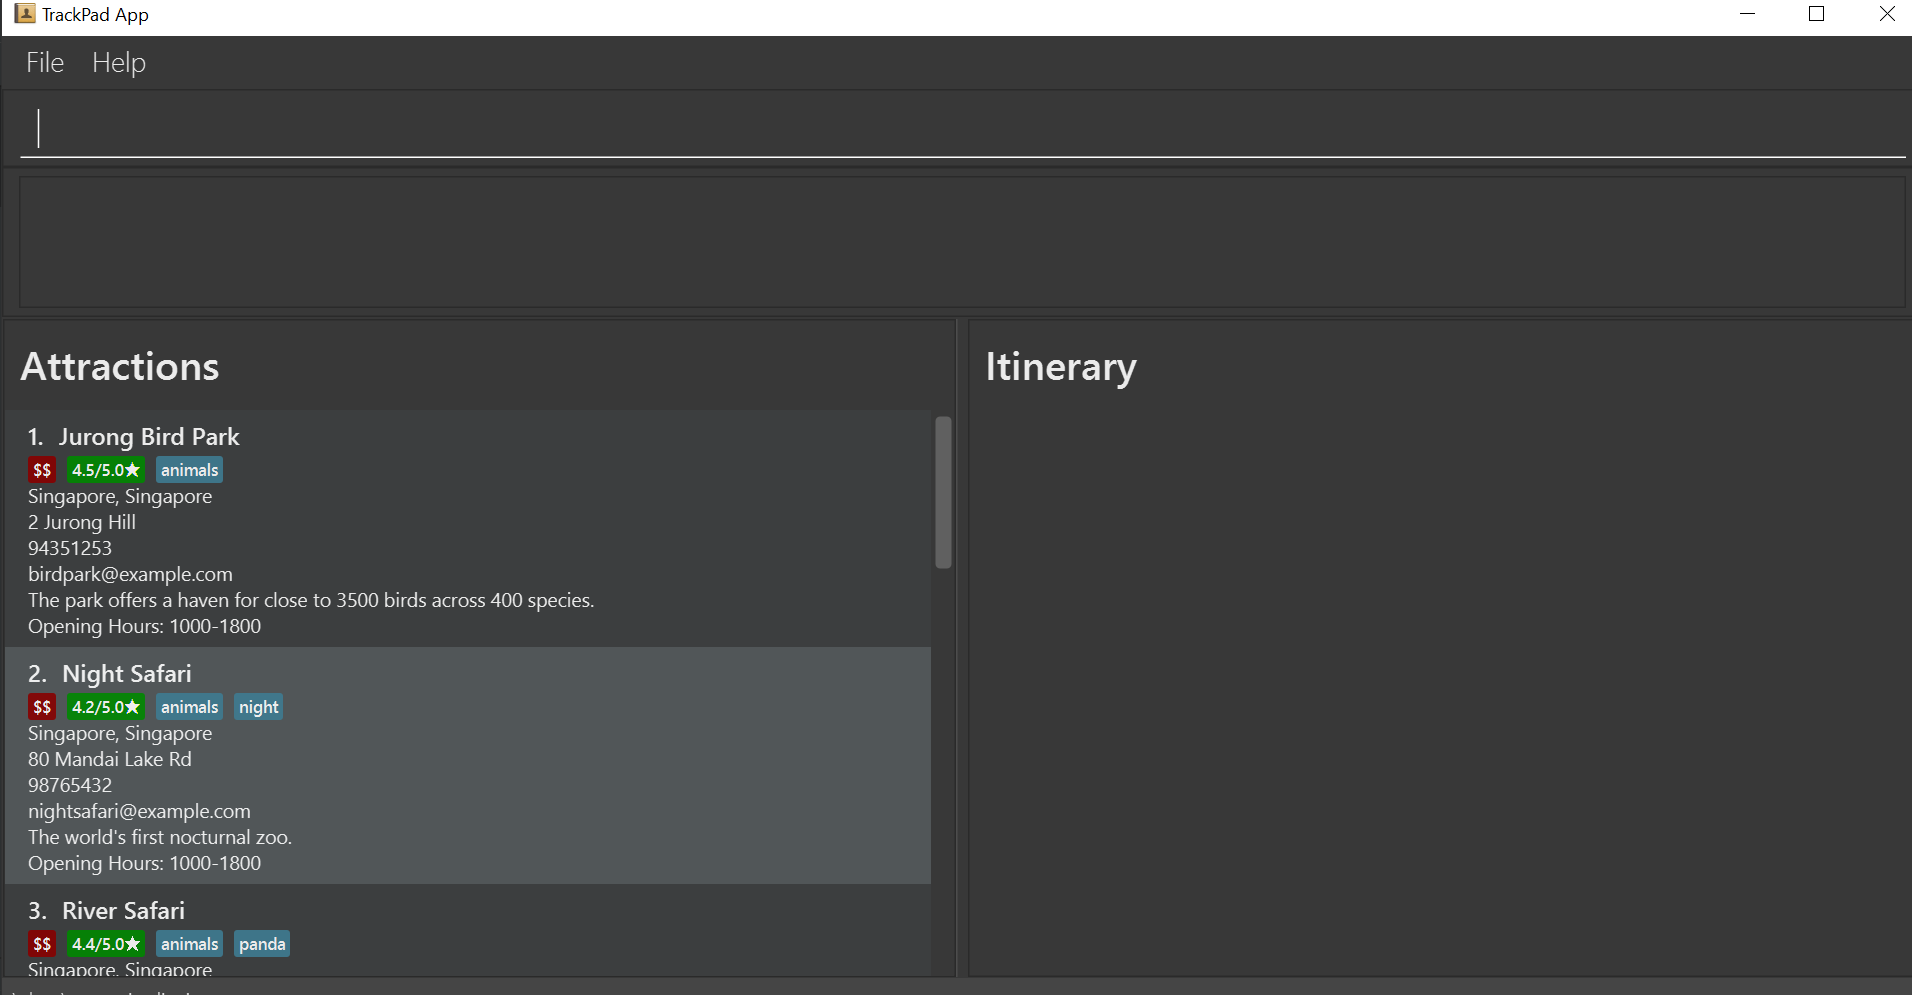 TrackPad App
File Help
Attractions
1. Jurong Bird Park
$$ 4.5/5.0★ animals
Singapore, Singapore
2 Jurong Hill
94351253
birdpark@example.com
The park offers a haven for close to 3500 birds across 400 species.
Opening Hours: 1000-1800
2. Night Safari
$$ 4.2/5.0★ animals night
Singapore, Singapore
80 Mandai Lake Rd
98765432
nightsafari@example.com
The world's first nocturnal zoo.
Opening Hours: 1000-1800
3. River Safari
$$ 4.4/5.0★ animals panda
Singapore, Singapore
Itinerary